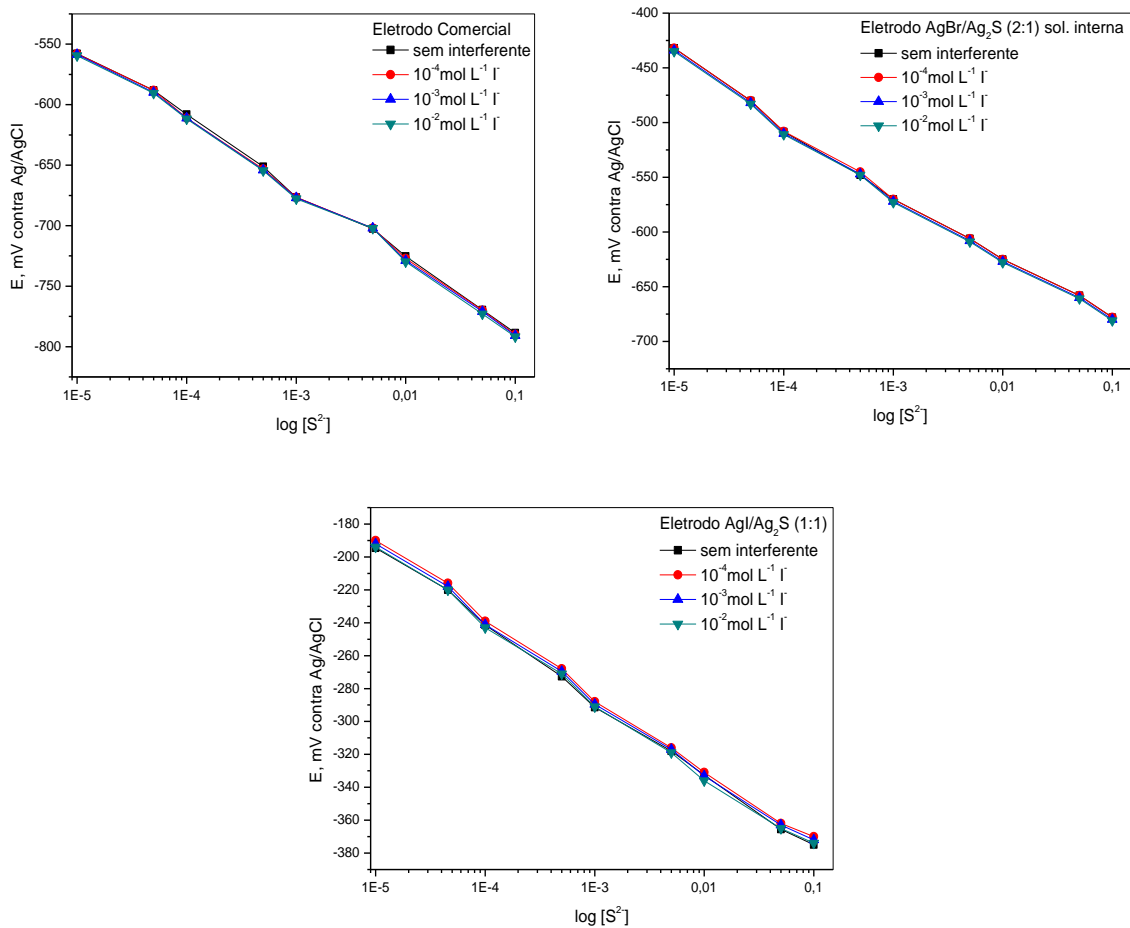 Eletrodo Comercial
sem interferente
10⁻⁴mol L⁻¹ I⁻
10⁻³mol L⁻¹ I⁻
10⁻²mol L⁻¹ I⁻
-550
-600
-650
-700
-750
-800
E, mV contra Ag/AgCl
1E-5 1E-4 1E-3 0,01 0,1
log [S²⁻]
Eletrodo AgBr/Ag₂S (2:1) sol. interna
sem interferente
10⁻⁴mol L⁻¹ I⁻
10⁻³mol L⁻¹ I⁻
10⁻²mol L⁻¹ I⁻
-400
-450
-500
-550
-600
-650
-700
E, mV contra Ag/AgCl
1E-5 1E-4 1E-3 0,01 0,1
log [S²⁻]
Eletrodo AgI/Ag₂S (1:1)
sem interferente
10⁻⁴mol L⁻¹ I⁻
10⁻³mol L⁻¹ I⁻
10⁻²mol L⁻¹ I⁻
-180
-200
-220
-240
-260
-280
-300
-320
-340
-360
-380
E, mV contra Ag/AgCl
1E-5 1E-4 1E-3 0,01 0,1
log [S²⁻]